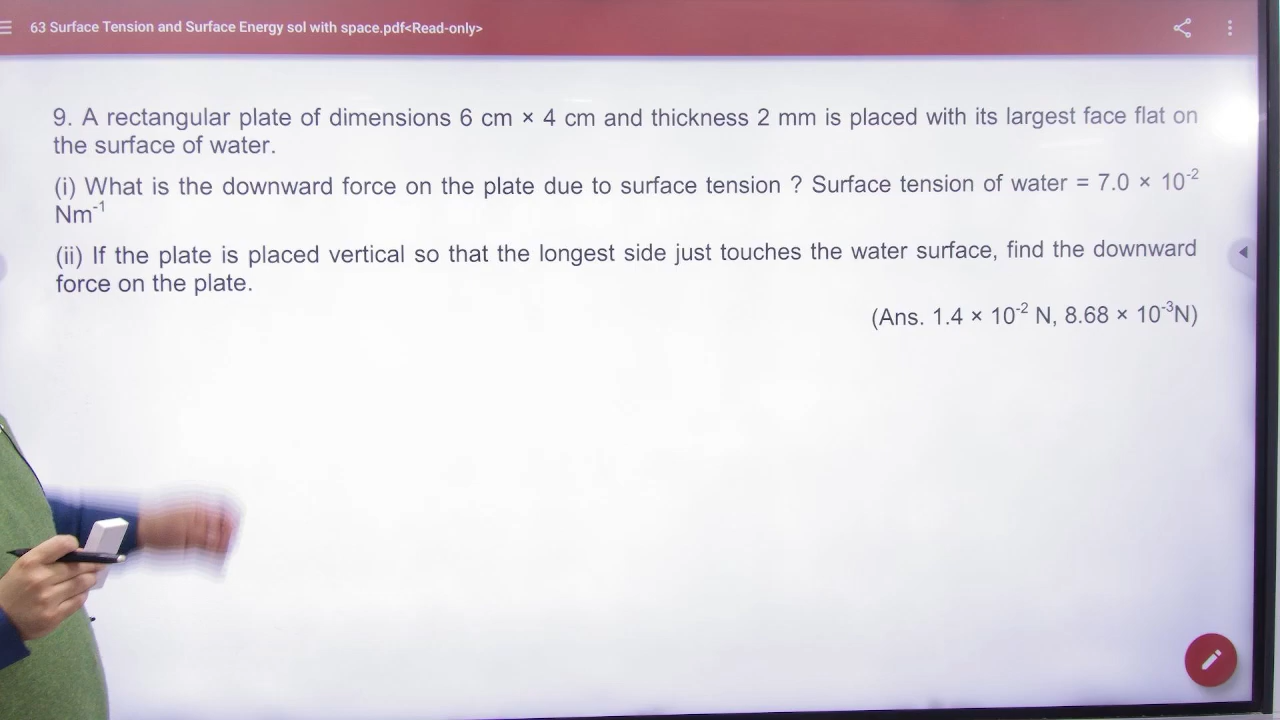 63 Surface Tension and Surface Energy sol with space.pdf<Read-only>
9. A rectangular plate of dimensions 6 cm × 4 cm and thickness 2 mm is placed with its largest face flat on
the surface of water.
(i) What is the downward force on the plate due to surface tension ? Surface tension of water = 7.0 × 10⁻²
Nm⁻¹
(ii) If the plate is placed vertical so that the longest side just touches the water surface, find the downward
force on the plate.
(Ans. 1.4 × 10⁻² N, 8.68 × 10⁻³N)